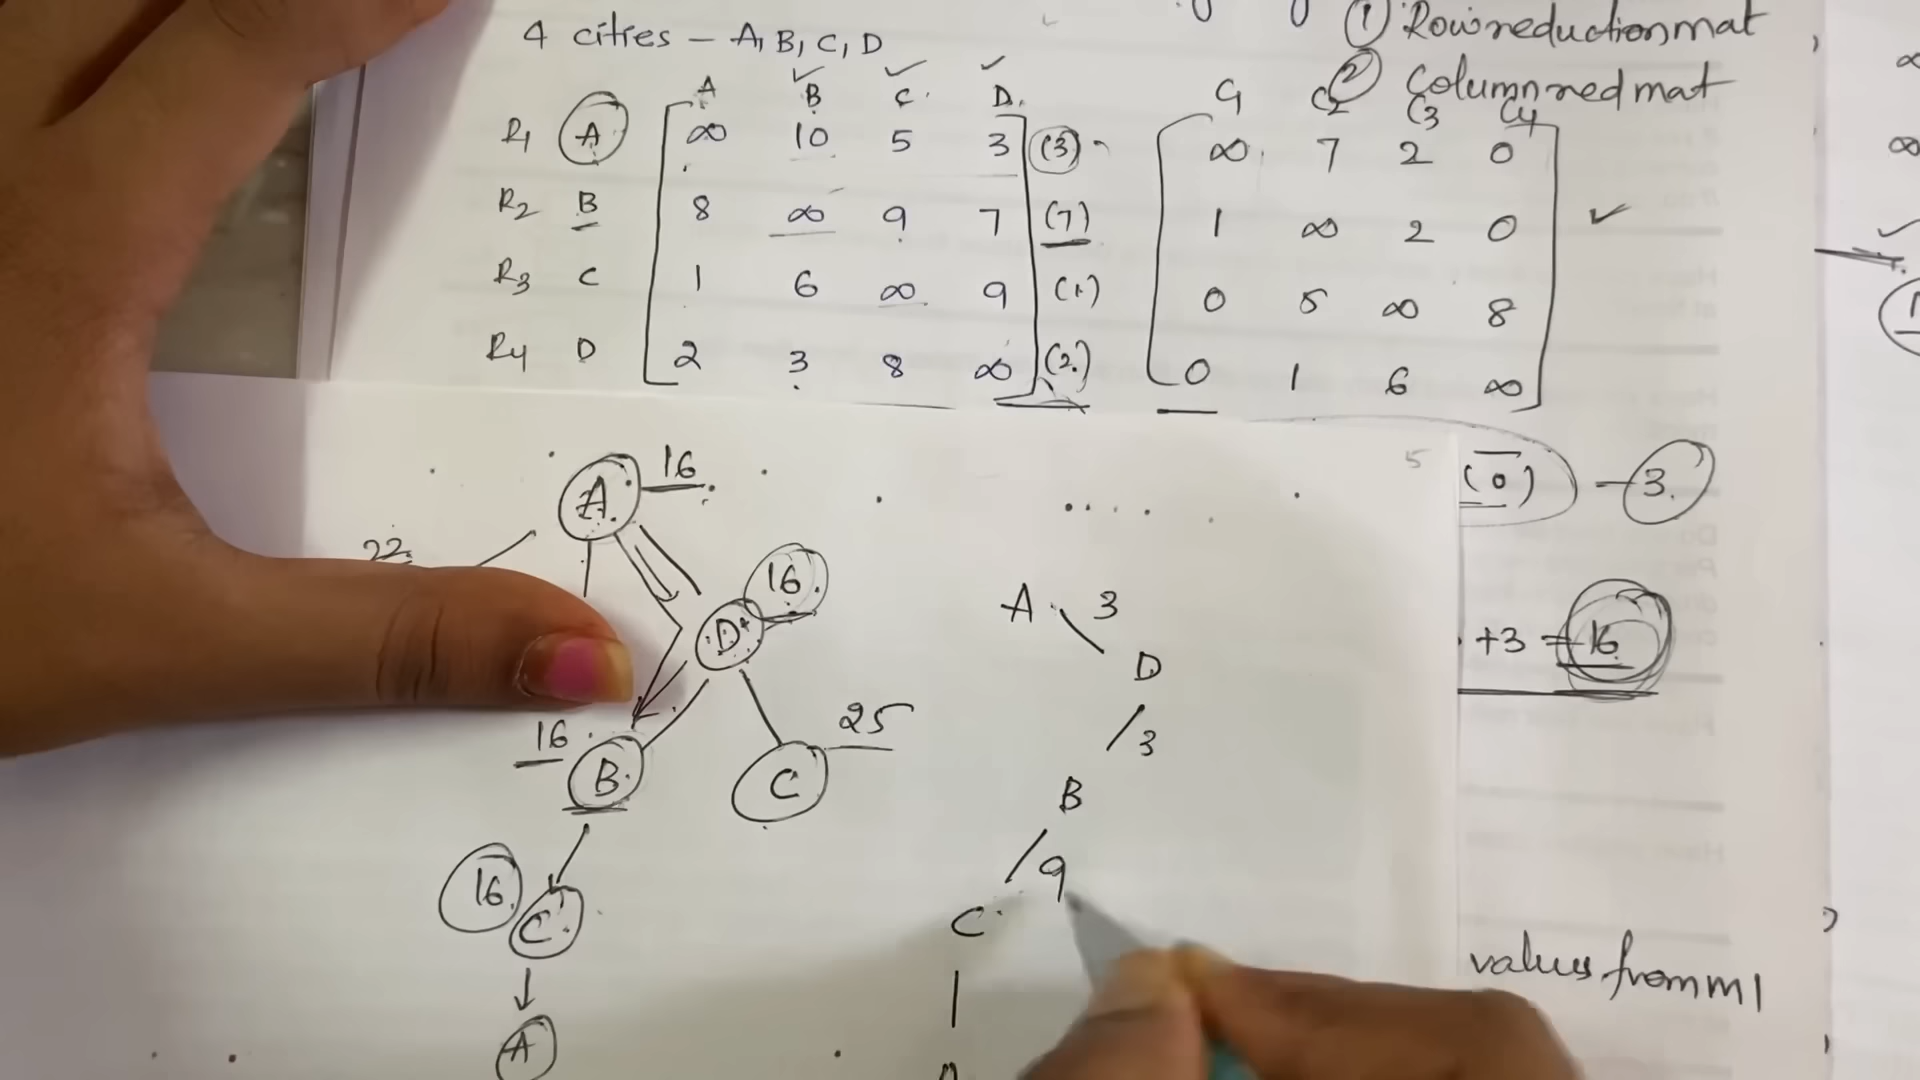 4 cities - A, B, C, D
① Row reduction mat
② Column red mat
A B C D
R1 A ∞ 10 5 3 (3)
R2 B 8 ∞ 9 7 (7)
R3 C 1 6 ∞ 9 (1)
R4 D 2 3 8 ∞ (2)
C1 C2 C3 C4
∞ 7 2 0
1 ∞ 2 0
0 5 ∞ 8
0 1 6 ∞
5
(0) - 3
+3 = 16
A 16
22
D 16
16 B
C 25
16 C
A
A 3
D
3
B
9
C
values from m1